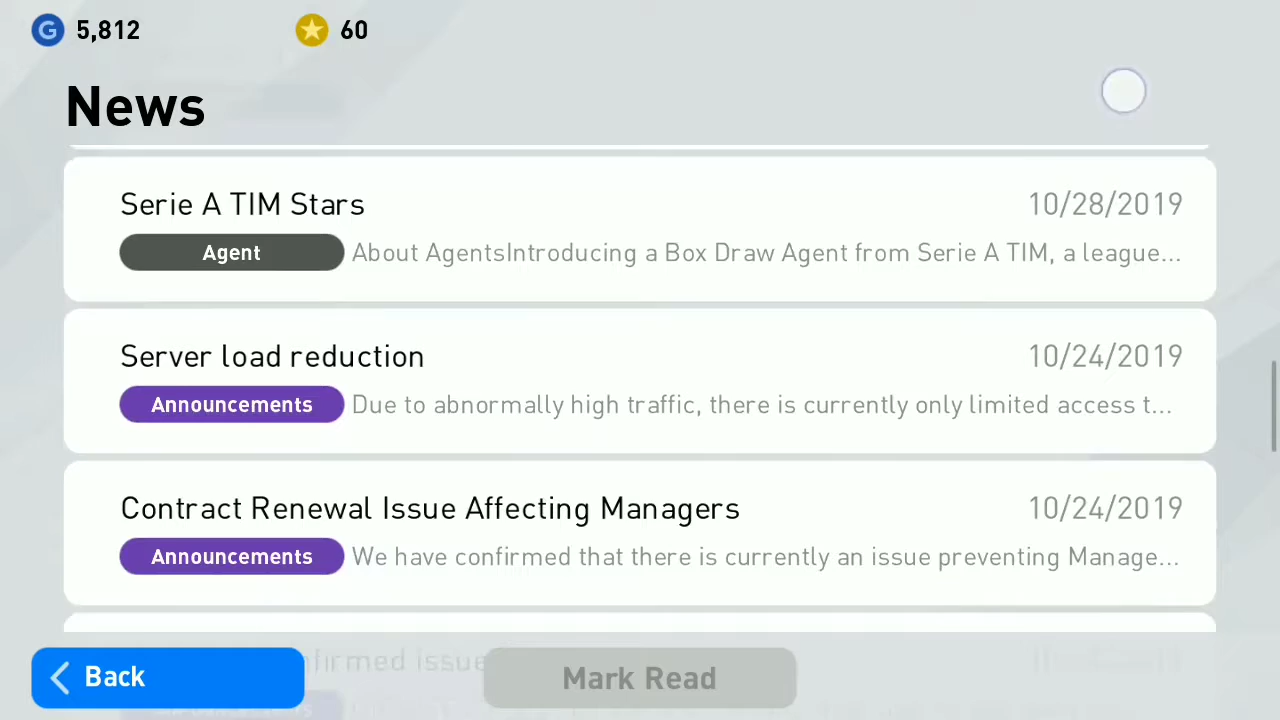 G 5,812 60
News
Serie A TIM Stars 10/28/2019
Agent About AgentsIntroducing a Box Draw Agent from Serie A TIM, a league...
Server load reduction 10/24/2019
Announcements Due to abnormally high traffic, there is currently only limited access t...
Contract Renewal Issue Affecting Managers 10/24/2019
Announcements We have confirmed that there is currently an issue preventing Manage...
Back Mark Read